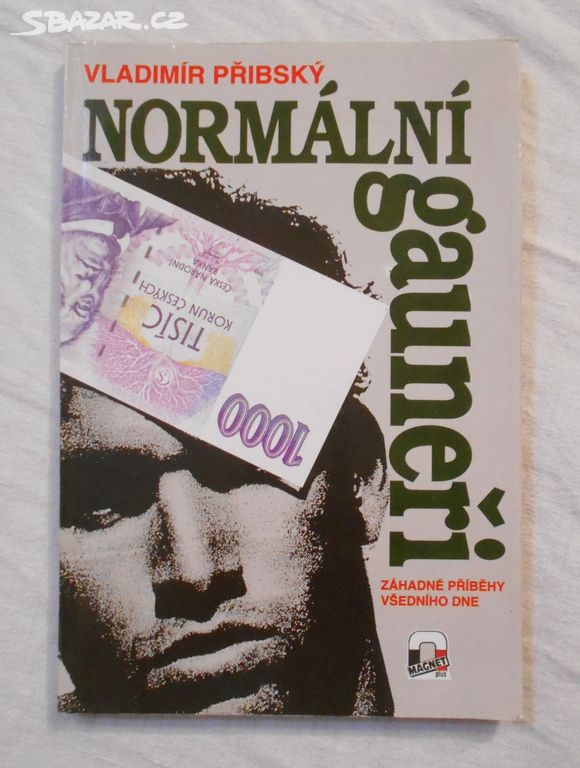 SBAZAR.CZ
VLADIMÍR PŘIBSKÝ
NORMÁLNÍ
gauneři
ČESKÁ NÁRODNÍ
BANKA
TISÍC
KORUN ČESKÝCH
1000
ZÁHADNÉ PŘÍBĚHY
VŠEDNÍHO DNE
MAGNET
plus